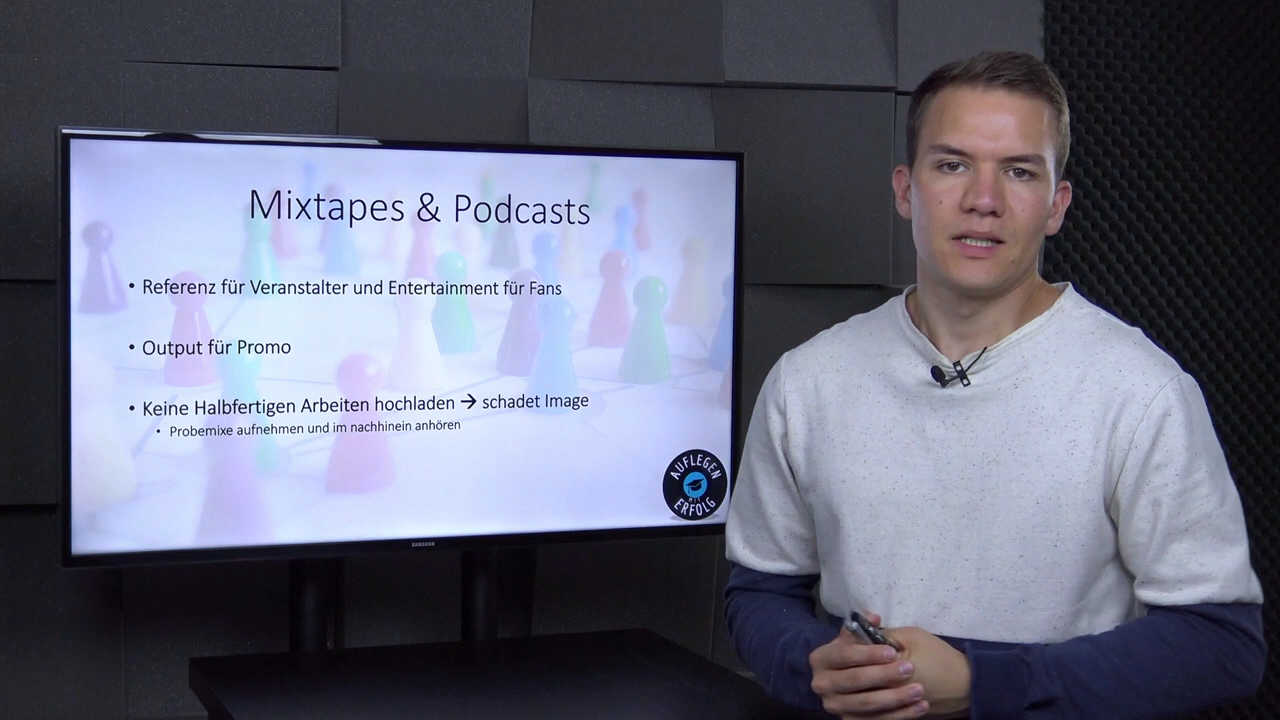 Mixtapes & Podcasts
• Referenz für Veranstalter und Entertainment für Fans
• Output für Promo
• Keine Halbfertigen Arbeiten hochladen → schadet Image
• Probemixe aufnehmen und im nachhinein anhören
AUFLEGEN
MIT
ERFOLG
SAMSUNG